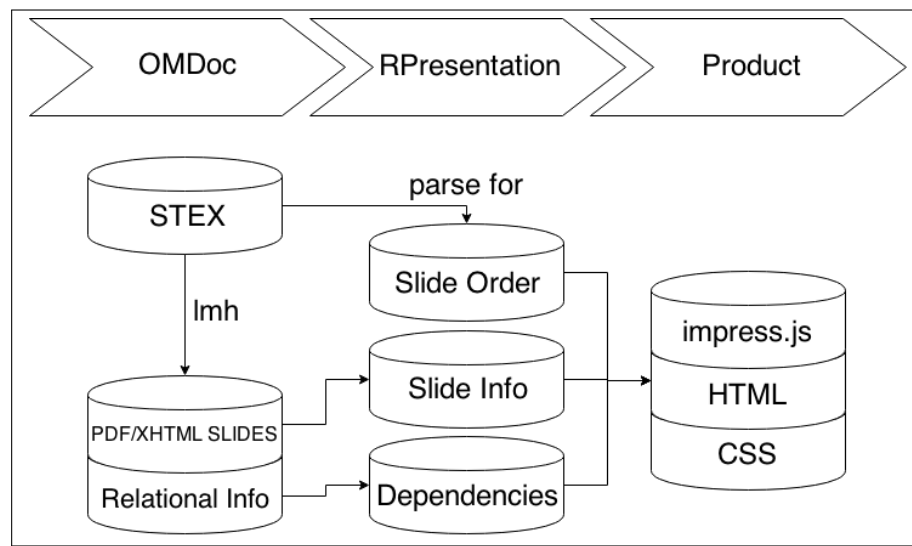 OMDoc
RPresentation
Product
parse for
STEX
Slide Order
lmh
impress.js
Slide Info
HTML
PDF/XHTML SLIDES
CSS
Relational Info
Dependencies